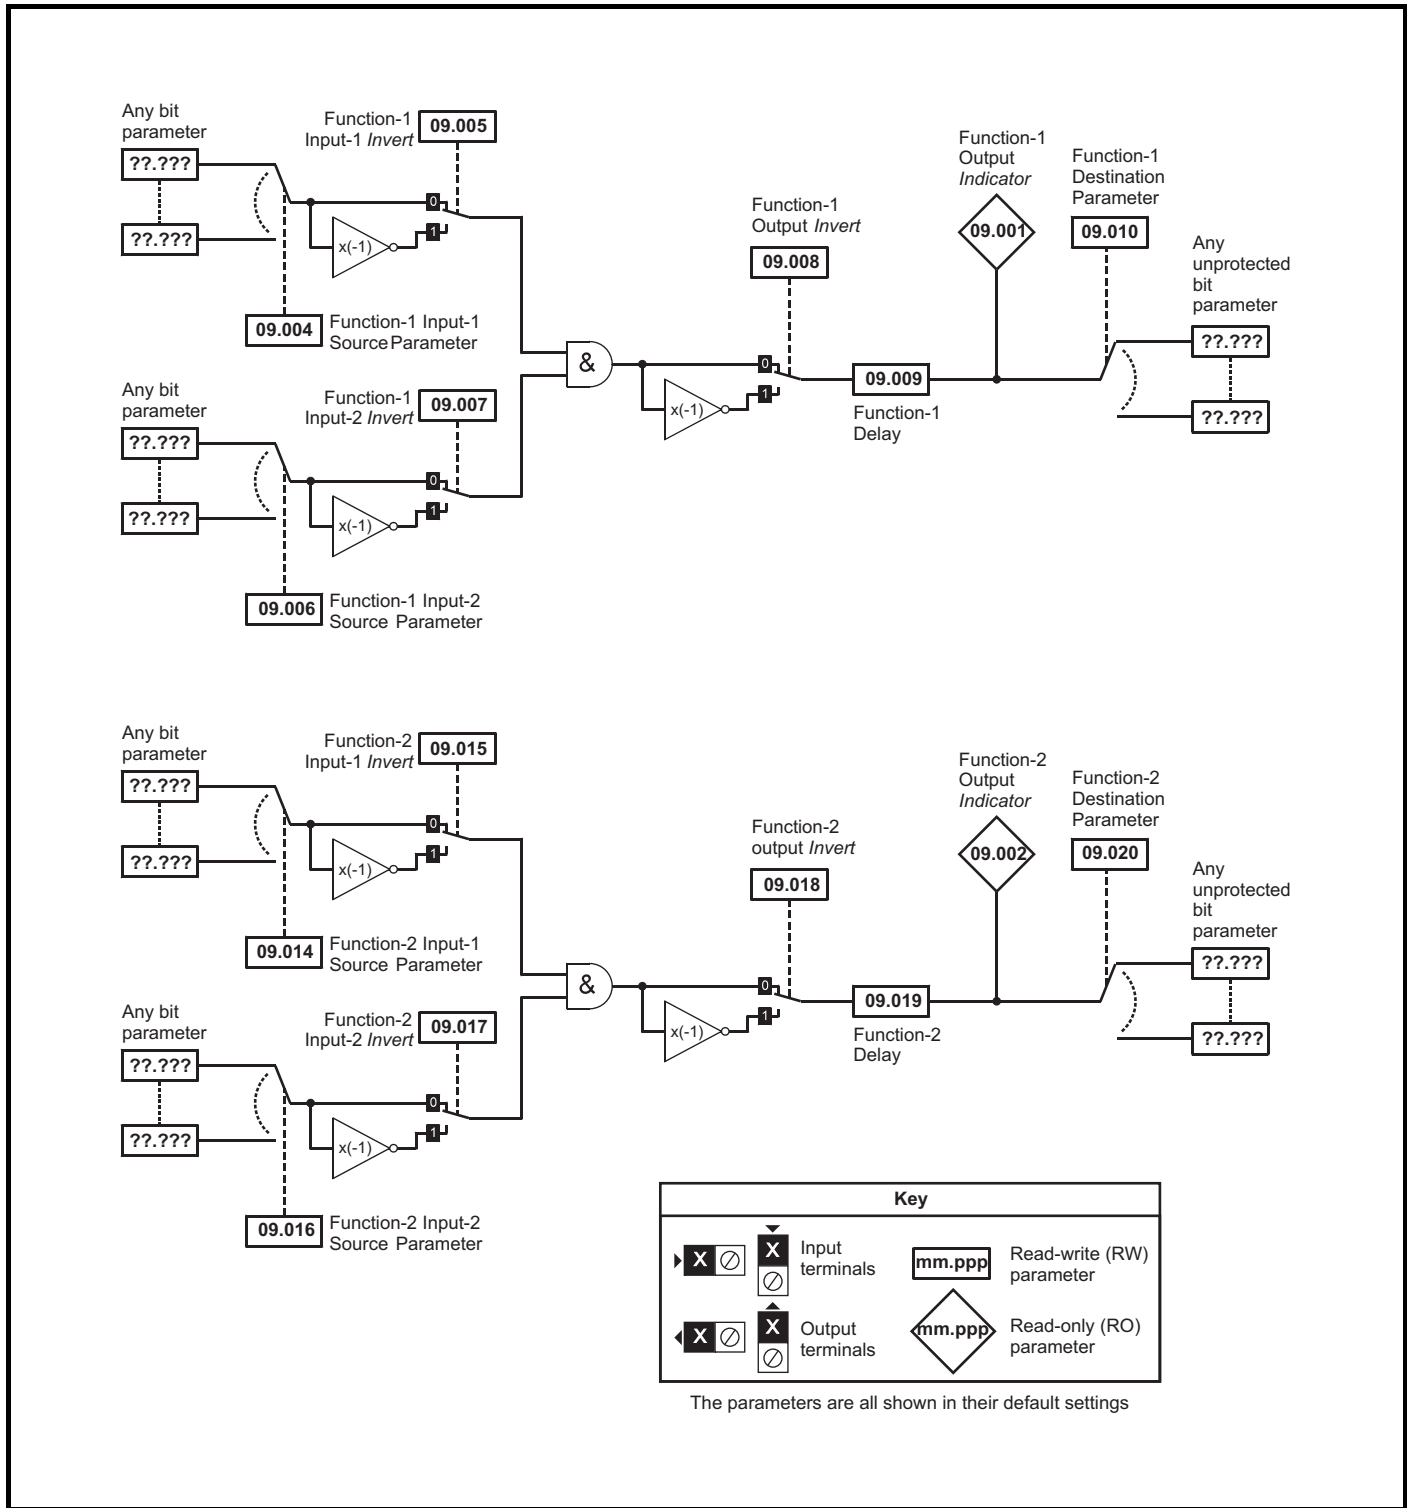 Any bit
parameter
??.???
??.???
Function-1
Input-1 Invert
09.005
0
1
x(-1)
09.004
Function-1 Input-1
Source Parameter
Any bit
parameter
??.???
??.???
Function-1
Input-2 Invert
09.007
0
1
x(-1)
09.006
Function-1 Input-2
Source Parameter
&
Function-1
Output Invert
09.008
0
1
x(-1)
09.009
Function-1
Delay
Function-1
Output
Indicator
09.001
Function-1
Destination
Parameter
09.010
Any
unprotected
bit
parameter
??.???
??.???
Any bit
parameter
??.???
??.???
Function-2
Input-1 Invert
09.015
0
1
x(-1)
09.014
Function-2 Input-1
Source Parameter
Any bit
parameter
??.???
??.???
Function-2
Input-2 Invert
09.017
0
1
x(-1)
09.016
Function-2 Input-2
Source Parameter
&
Function-2
output Invert
09.018
0
1
x(-1)
09.019
Function-2
Delay
Function-2
Output
Indicator
09.002
Function-2
Destination
Parameter
09.020
Any
unprotected
bit
parameter
??.???
??.???
Key
X
X
Input
terminals
mm.ppp
Read-write (RW)
parameter
X
X
Output
terminals
mm.ppp
Read-only (RO)
parameter
The parameters are all shown in their default settings